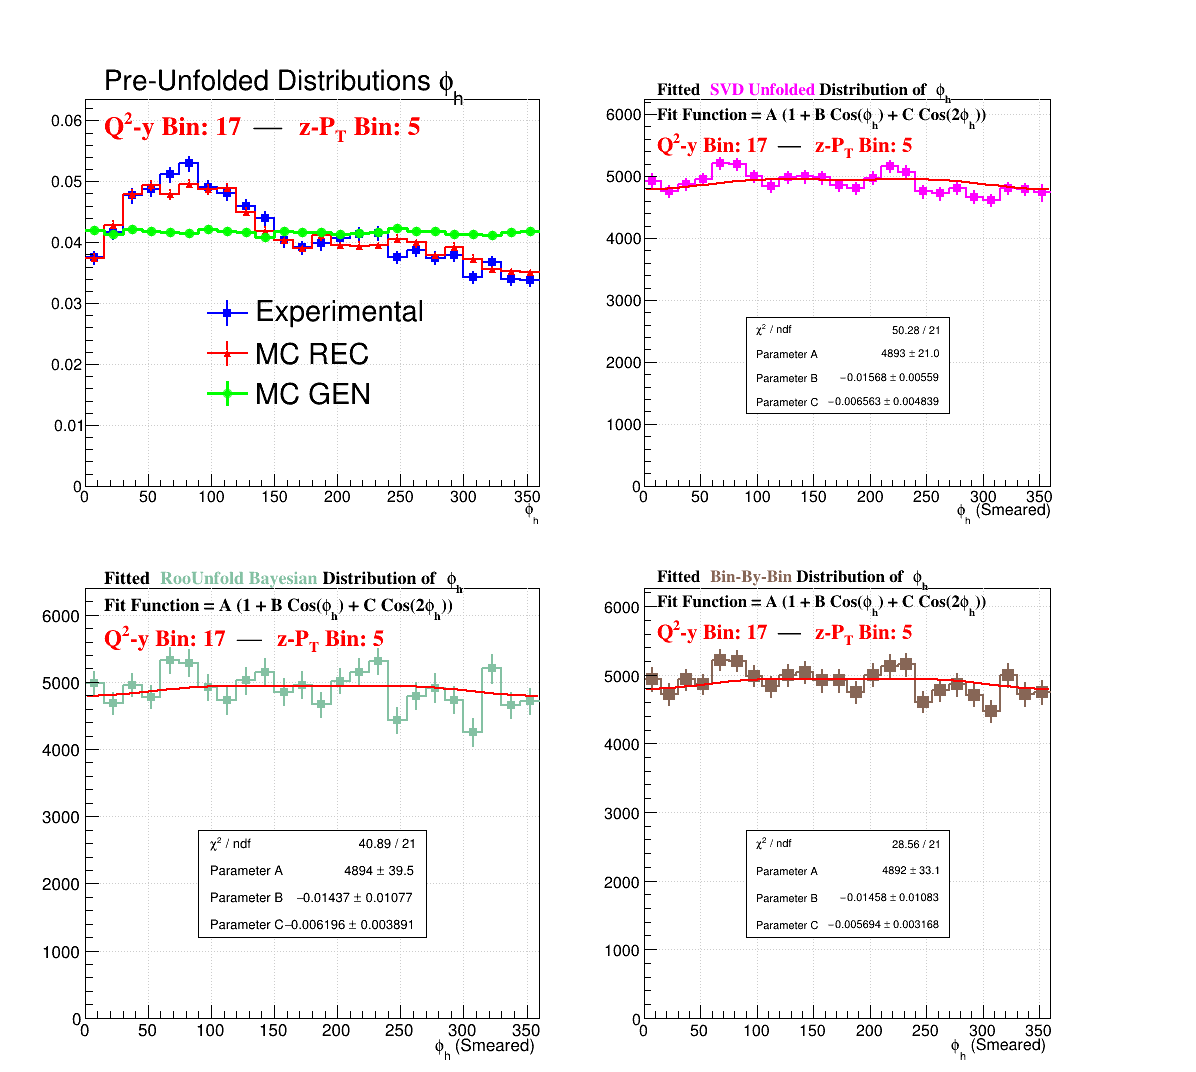 Pre-Unfolded Distributions ϕh
Q2-y Bin: 17 — z-PT Bin: 5
0.06
0.05
0.04
0.03
0.02
0.01
0
Experimental
MC REC
MC GEN
0 50 100 150 200 250 300 350
ϕh
Fitted SVD Unfolded Distribution of ϕh
Fit Function = A (1 + B Cos(ϕh) + C Cos(2ϕh))
Q2-y Bin: 17 — z-PT Bin: 5
6000
5000
4000
3000
2000
1000
0
χ2 / ndf 50.28 / 21
Parameter A 4893 ± 21.0
Parameter B −0.01568 ± 0.00559
Parameter C −0.006563 ± 0.004839
0 50 100 150 200 250 300 350
ϕh (Smeared)
Fitted RooUnfold Bayesian Distribution of ϕh
Fit Function = A (1 + B Cos(ϕh) + C Cos(2ϕh))
Q2-y Bin: 17 — z-PT Bin: 5
6000
5000
4000
3000
2000
1000
0
χ2 / ndf 40.89 / 21
Parameter A 4894 ± 39.5
Parameter B −0.01437 ± 0.01077
Parameter C −0.006196 ± 0.003891
0 50 100 150 200 250 300 350
ϕh (Smeared)
Fitted Bin-By-Bin Distribution of ϕh
Fit Function = A (1 + B Cos(ϕh) + C Cos(2ϕh))
Q2-y Bin: 17 — z-PT Bin: 5
6000
5000
4000
3000
2000
1000
0
χ2 / ndf 28.56 / 21
Parameter A 4892 ± 33.1
Parameter B −0.01458 ± 0.01083
Parameter C −0.005694 ± 0.003168
0 50 100 150 200 250 300 350
ϕh (Smeared)